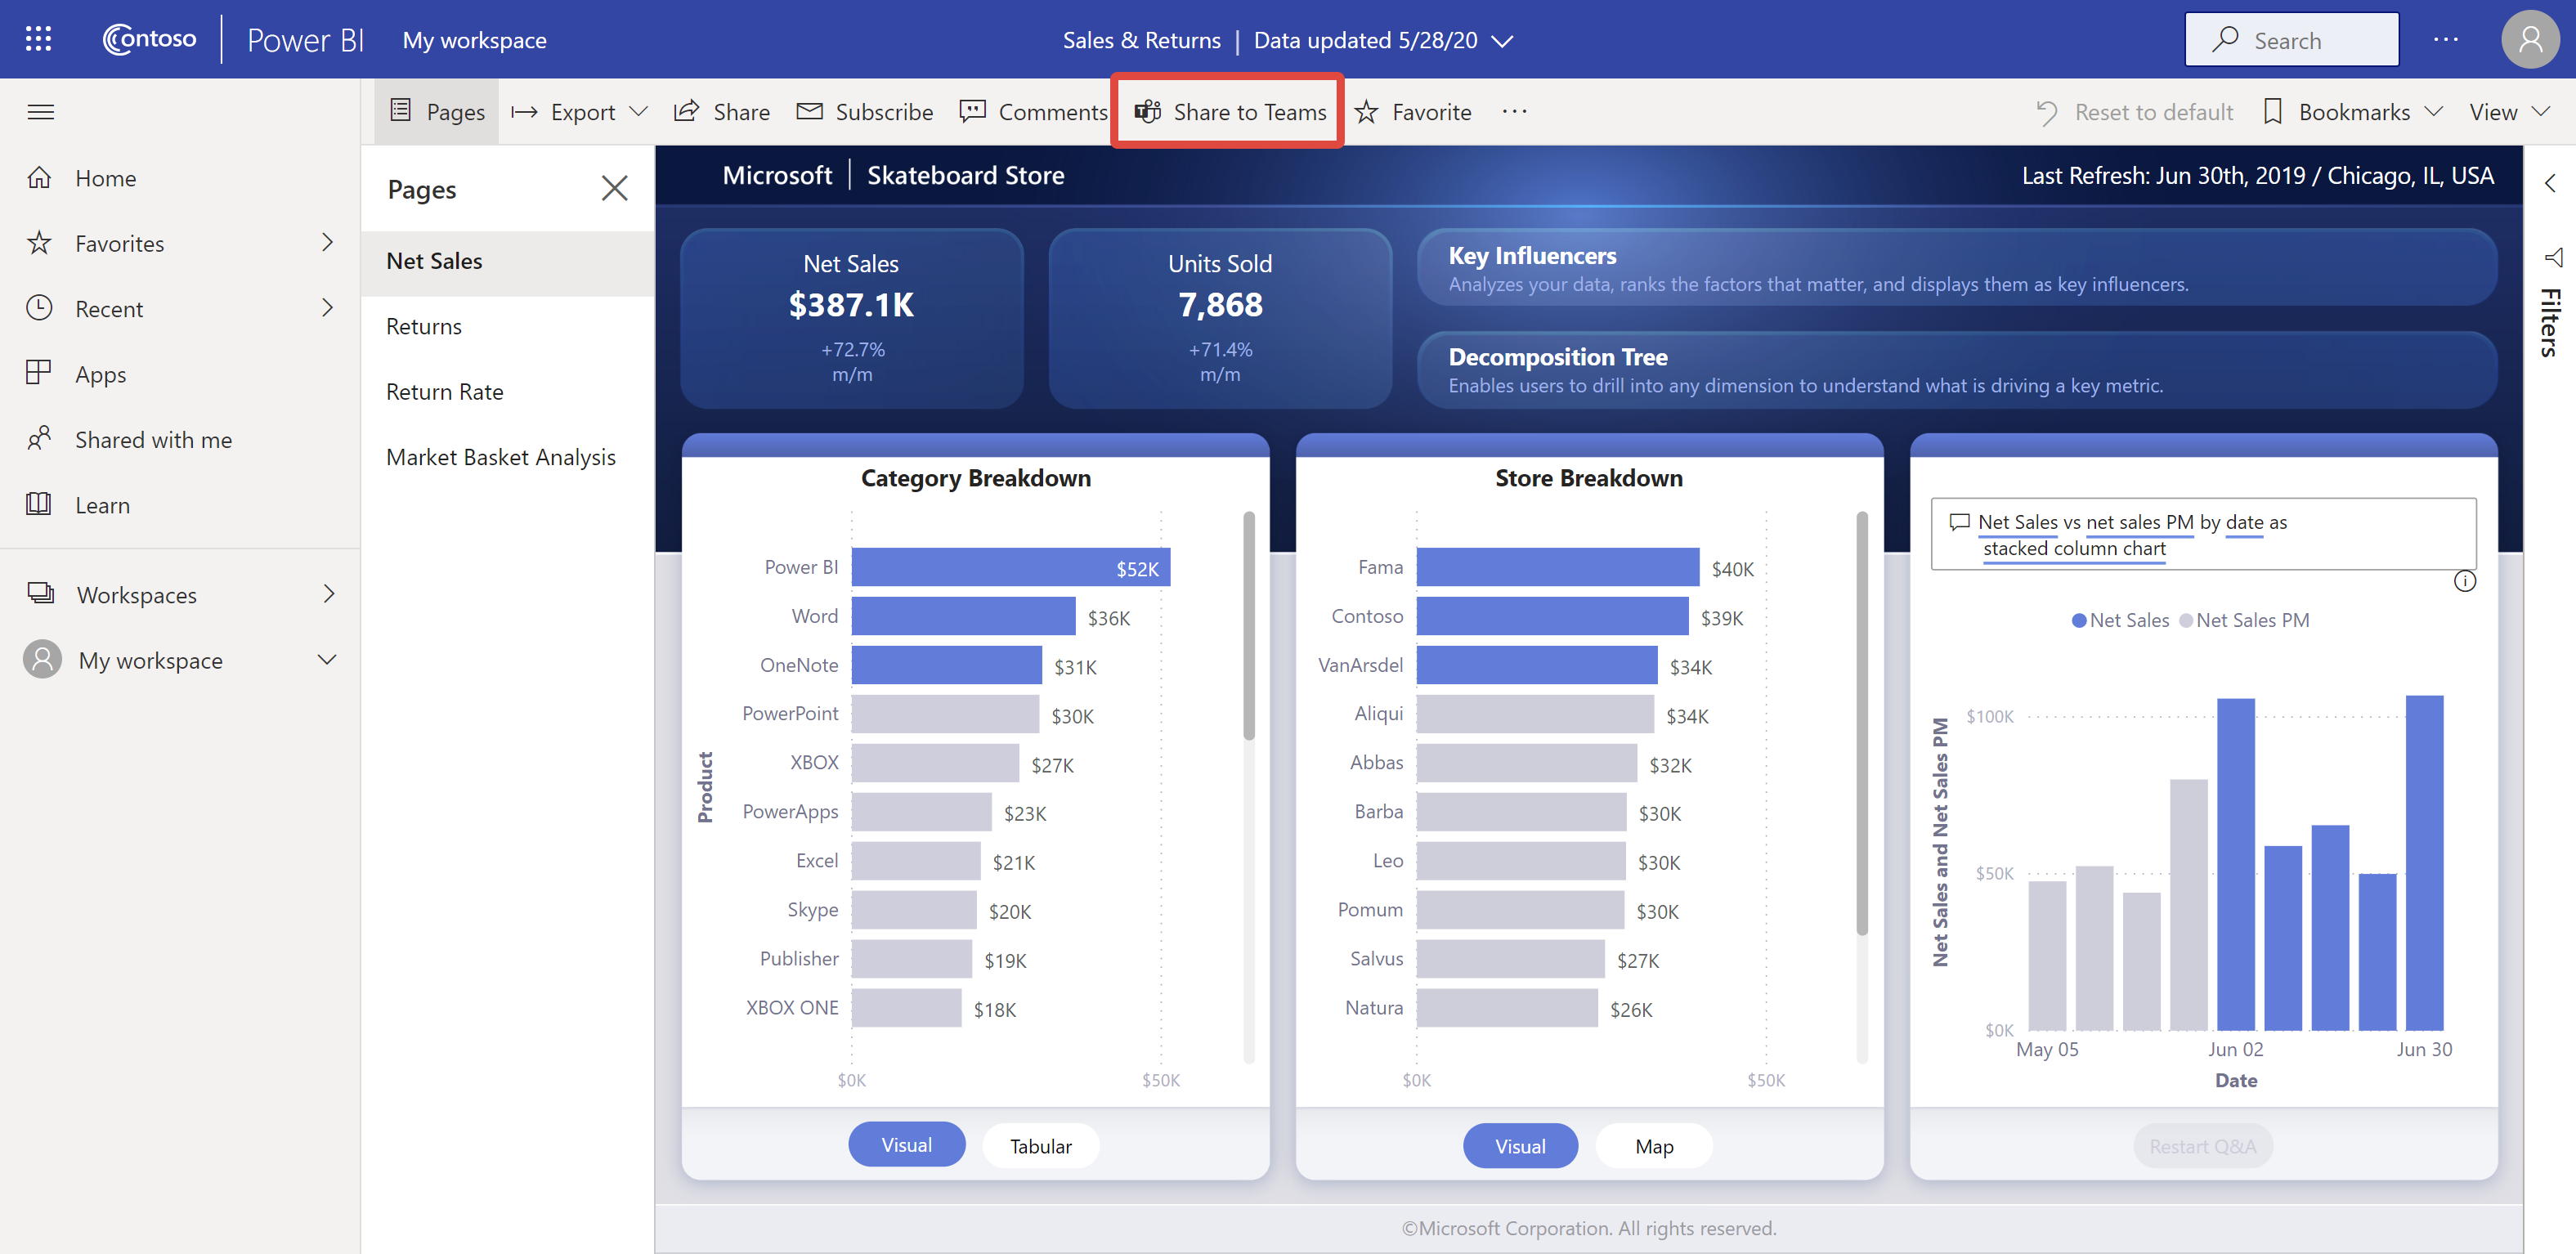 Contoso Power BI My workspace Sales & Returns | Data updated 5/28/20 Search
Pages Export Share Subscribe Comments Share to Teams Favorite Reset to default Bookmarks View
Home
Favorites
Recent
Apps
Shared with me
Learn
Workspaces
My workspace
Pages
Net Sales
Returns
Return Rate
Market Basket Analysis
Microsoft | Skateboard Store
Last Refresh: Jun 30th, 2019 / Chicago, IL, USA
Net Sales
$387.1K
+72.7%
m/m
Units Sold
7,868
+71.4%
m/m
Key Influencers
Analyzes your data, ranks the factors that matter, and displays them as key influencers.
Decomposition Tree
Enables users to drill into any dimension to understand what is driving a key metric.
Filters
Category Breakdown
Product
Power BI $52K
Word $36K
OneNote $31K
PowerPoint $30K
XBOX $27K
PowerApps $23K
Excel $21K
Skype $20K
Publisher $19K
XBOX ONE $18K
$0K $50K
Visual Tabular
Store Breakdown
Fama $40K
Contoso $39K
VanArsdel $34K
Aliqui $34K
Abbas $32K
Barba $30K
Leo $30K
Pomum $30K
Salvus $27K
Natura $26K
$0K $50K
Visual Map
Net Sales vs net sales PM by date as
stacked column chart
Net Sales Net Sales PM
Net Sales and Net Sales PM
$100K
$50K
$0K
May 05 Jun 02 Jun 30
Date
Restart Q&A
©Microsoft Corporation. All rights reserved.